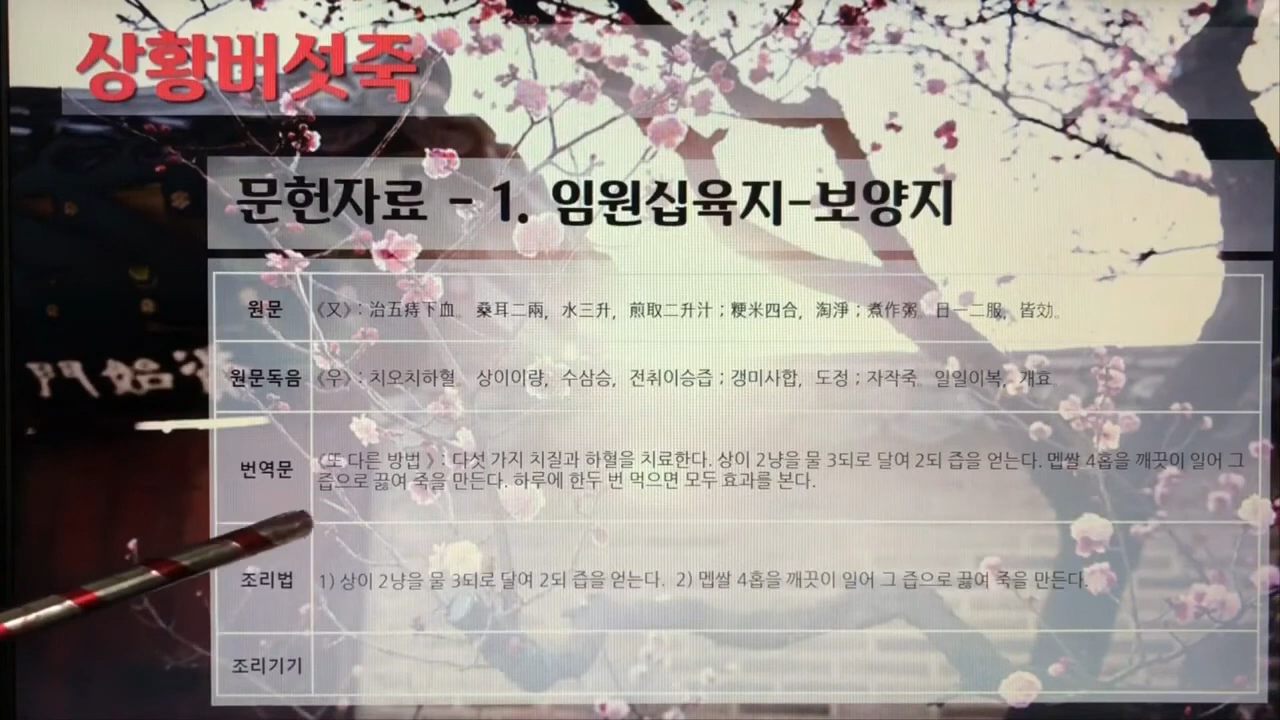 상황버섯죽
문헌자료 - 1. 임원십육지-보양지
원문 《又》: 治五痔下血。 桑耳二兩, 水三升, 煎取二升汁 ; 粳米四合, 淘淨 ; 煮作粥。 日一二服, 皆効。
원문독음 《우》: 치오치하혈。 상이이량, 수삼승, 전취이승즙 ; 갱미사합, 도정 ; 자작죽。 일일이복, 개효.
번역문 《또 다른 방법 》: 다섯 가지 치질과 하혈을 치료한다. 상이 2냥을 물 3되로 달여 2되 즙을 얻는다. 멥쌀 4홉을 깨끗이 일어 그
즙으로 끓여 죽을 만든다. 하루에 한두 번 먹으면 모두 효과를 본다.
조리법 1) 상이 2냥을 물 3되로 달여 2되 즙을 얻는다. 2) 멥쌀 4홉을 깨끗이 일어 그 즙으로 끓여 죽을 만든다.
조리기기